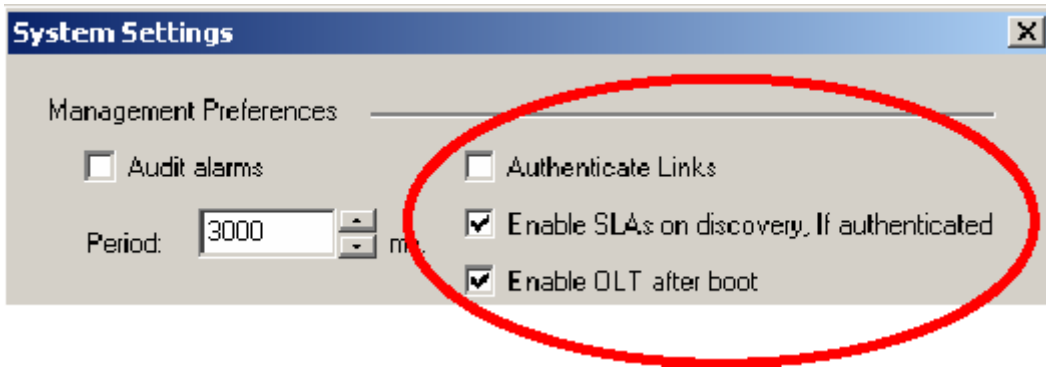 System Settings
Management Preferences
Audit alarms
Authenticate Links
Period: 3000
Enable SLAs on discovery, If authenticated
Enable OLT after boot